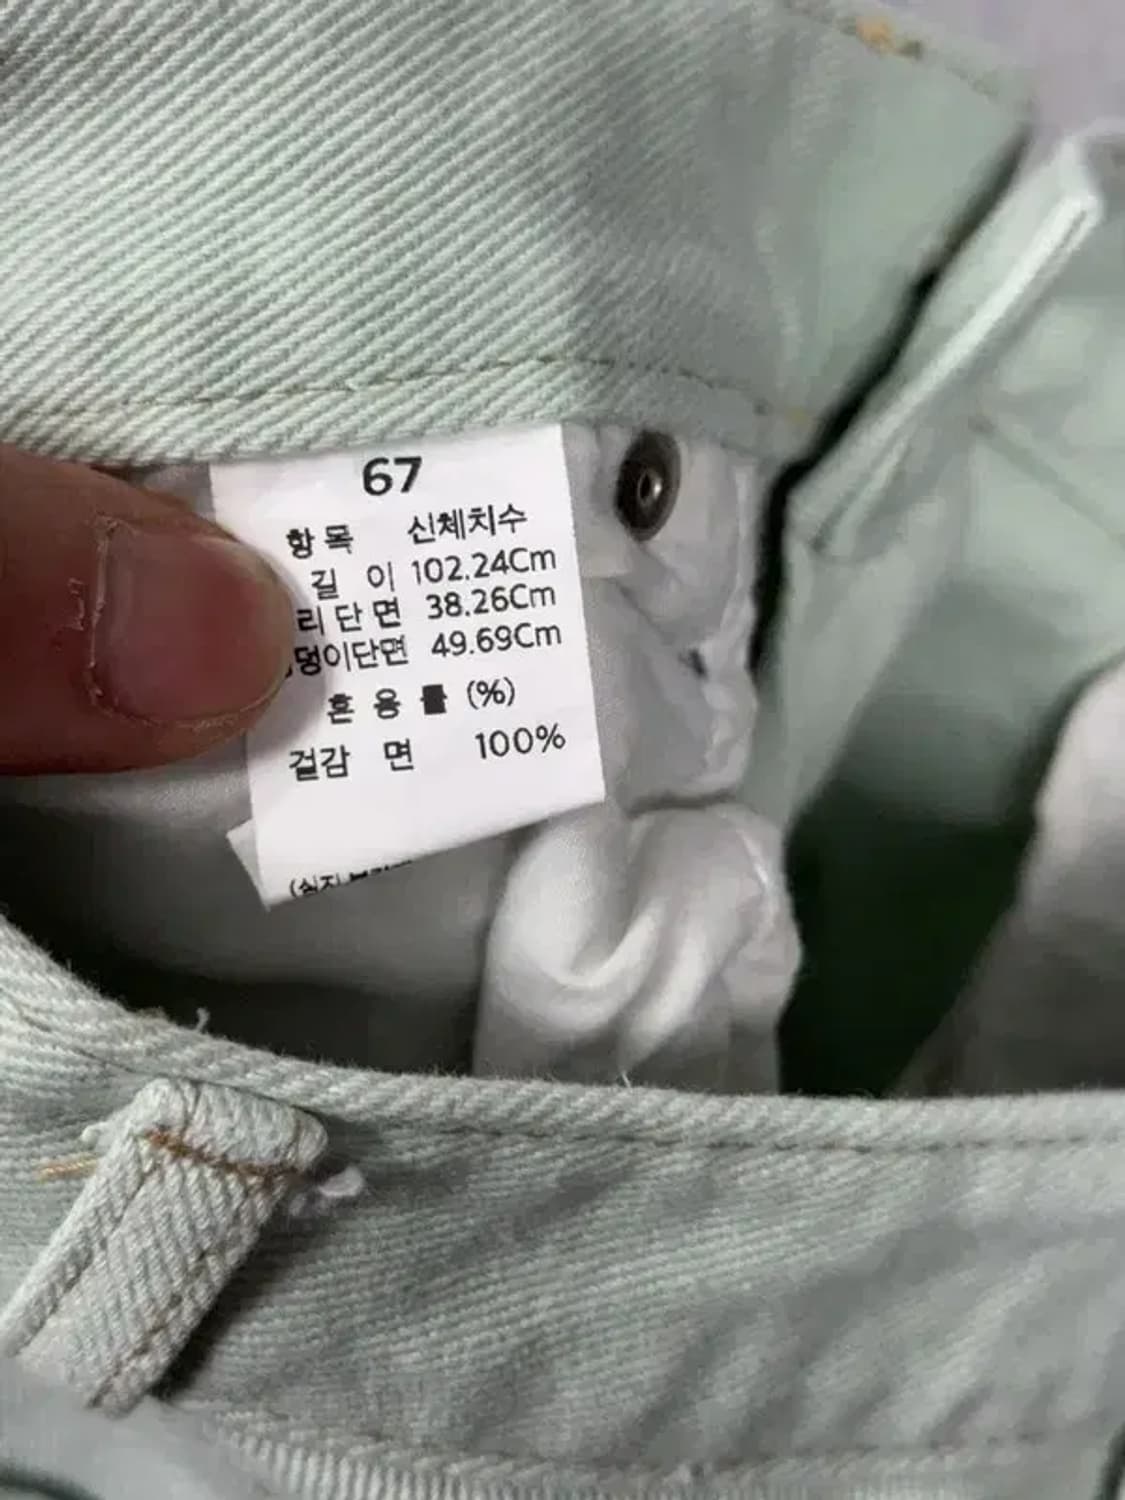 67
항목 신체치수
길이 102.24Cm
리단면 38.26Cm
덩이단면 49.69Cm
혼용률 (%)
걸감 면 100%